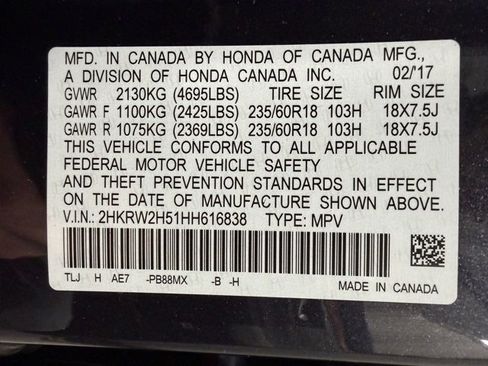 MFD. IN CANADA BY HONDA OF CANADA MFG.,
A DIVISION OF HONDA CANADA INC. 02/17
GVWR 2130KG (4695LBS) TIRE SIZE RIM SIZE
GAWR F 1100KG (2425LBS) 235/60R18 103H 18X7.5J
GAWR R 1075KG (2369LBS) 235/60R18 103H 18X7.5J
THIS VEHICLE CONFORMS TO ALL APPLICABLE
FEDERAL MOTOR VEHICLE SAFETY
AND THEFT PREVENTION STANDARDS IN EFFECT
ON THE DATE OF MANUFACTURE SHOWN ABOVE.
V.I.N.: 2HKRW2H51HH616838 TYPE: MPV
TLJ H AE7 -PB88MX -B -H MADE IN CANADA